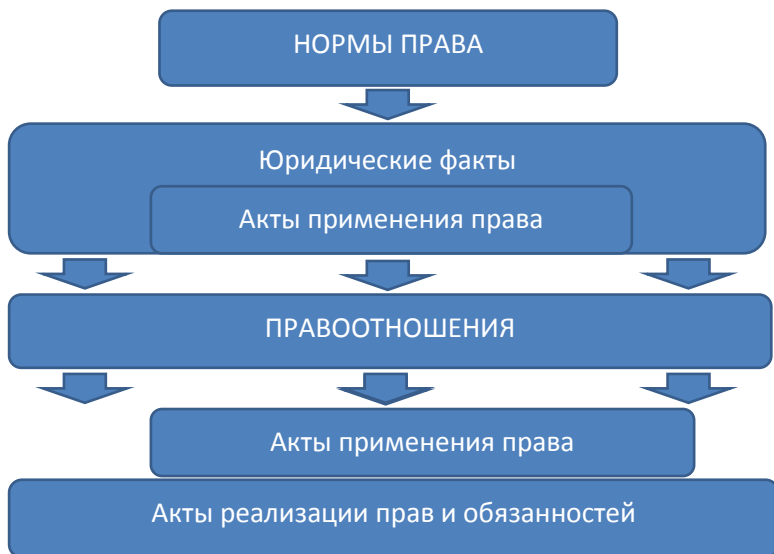 НОРМЫ ПРАВА
Юридические факты
Акты применения права
ПРАВООТНОШЕНИЯ
Акты применения права
Акты реализации прав и обязанностей